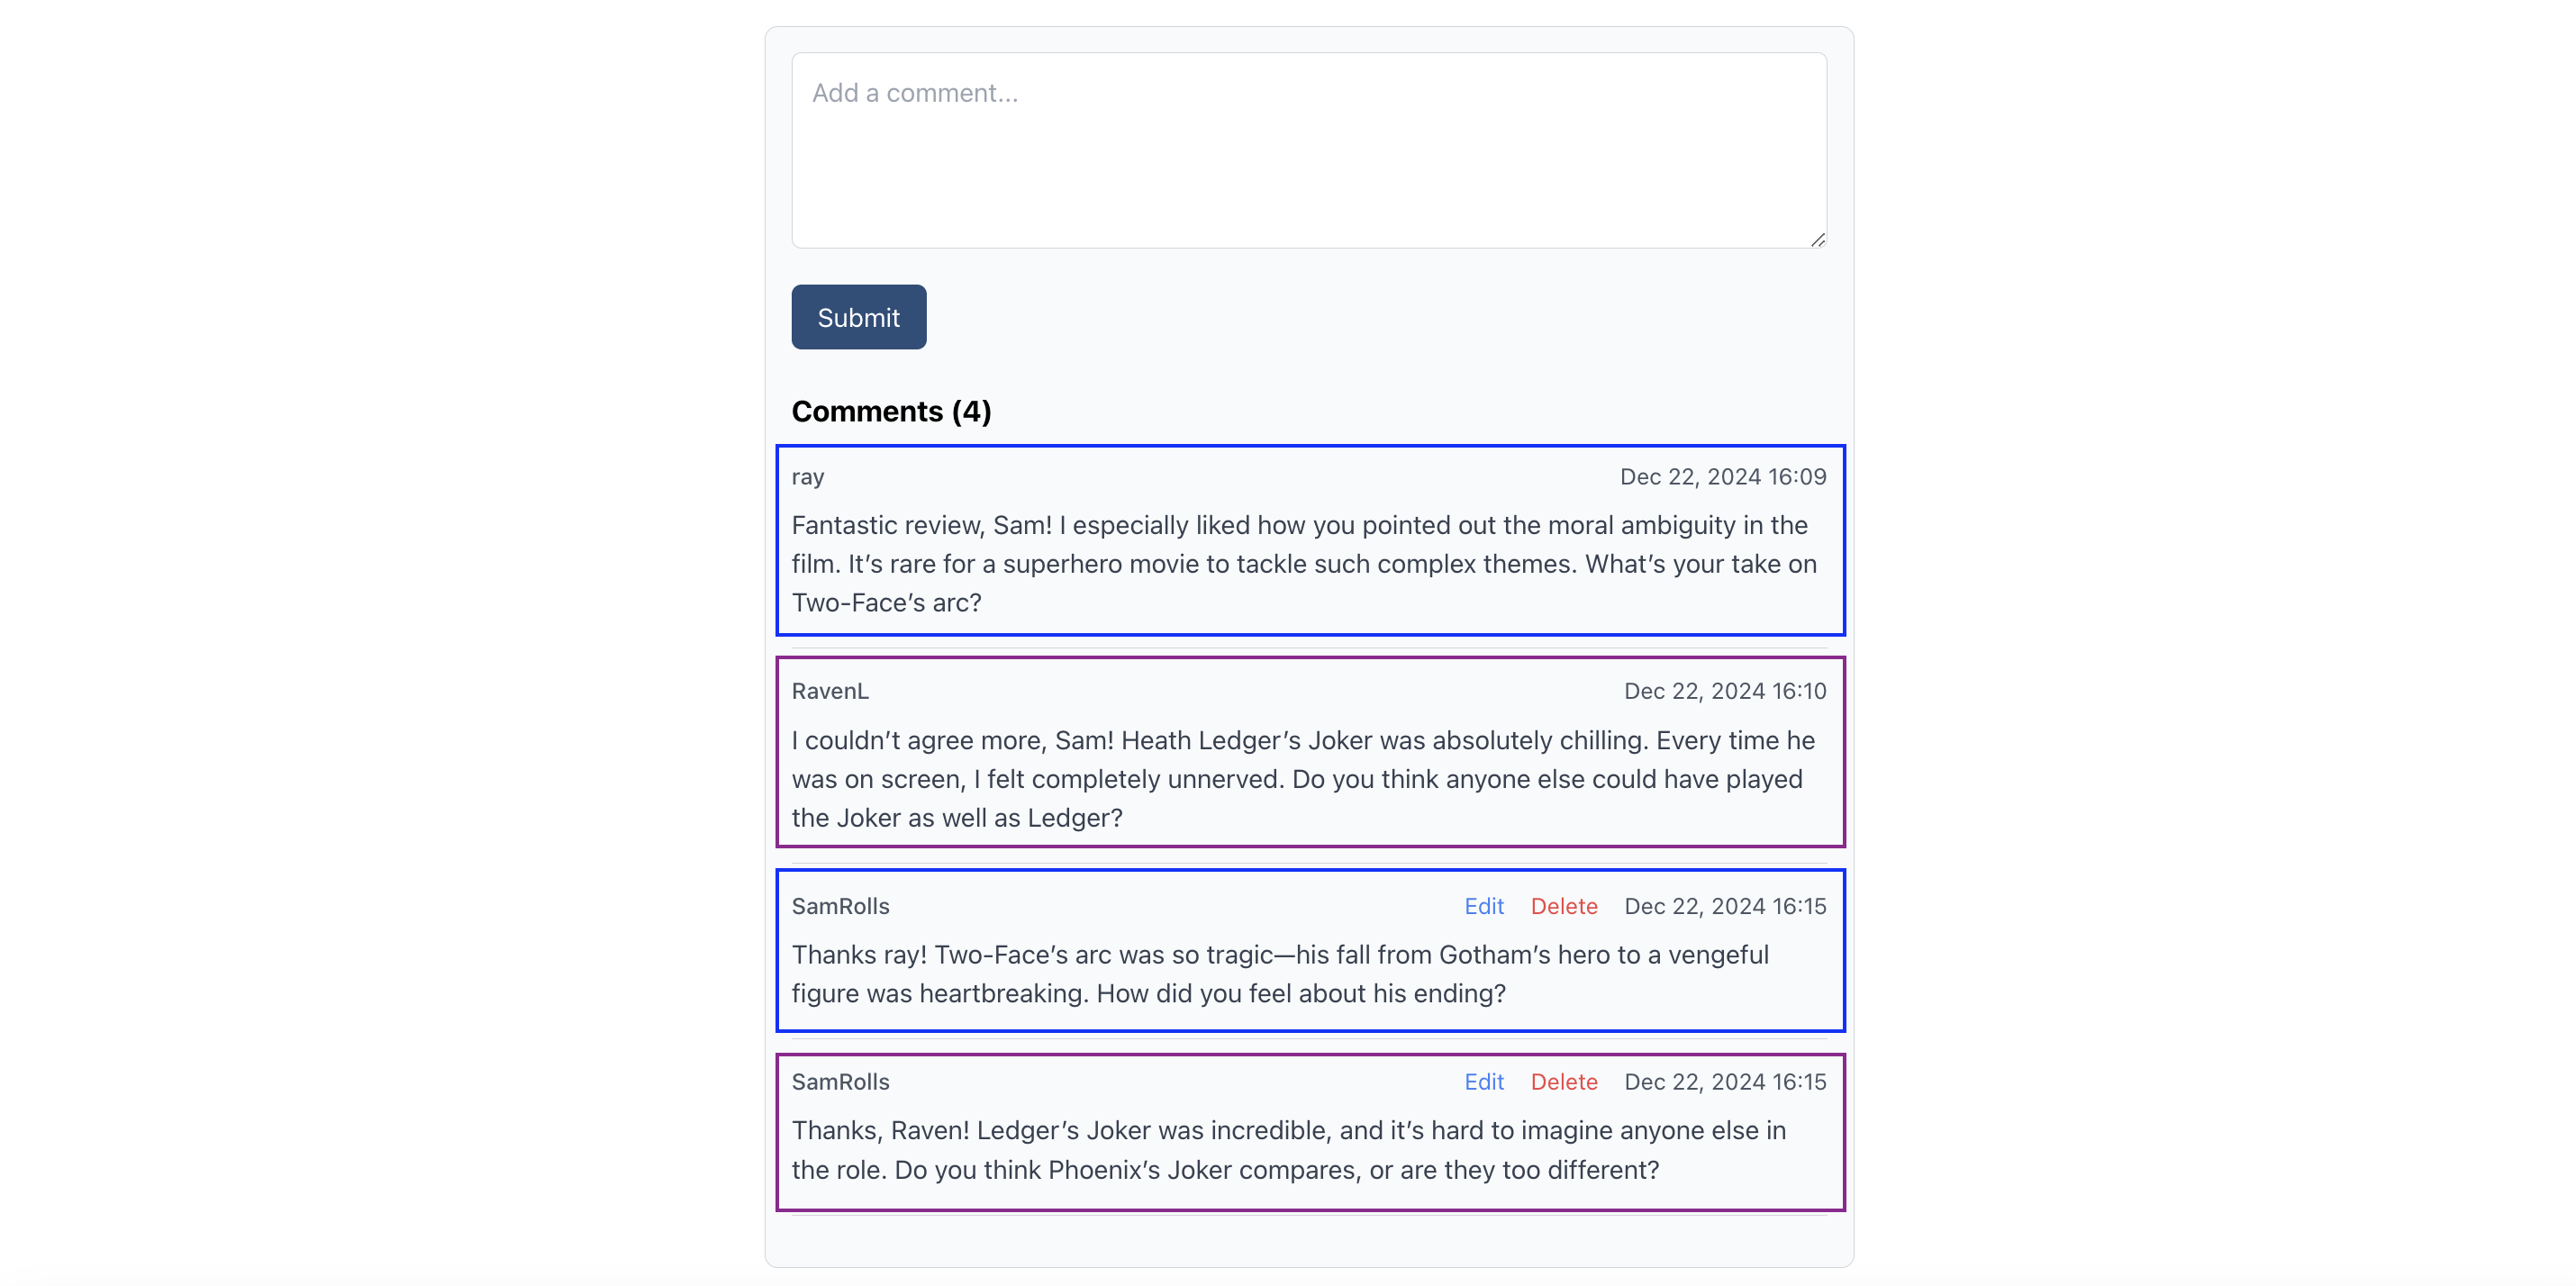 Add a comment...
Submit
Comments (4)
ray Dec 22, 2024 16:09
Fantastic review, Sam! I especially liked how you pointed out the moral ambiguity in the
film. It’s rare for a superhero movie to tackle such complex themes. What’s your take on
Two-Face’s arc?
RavenL Dec 22, 2024 16:10
I couldn’t agree more, Sam! Heath Ledger’s Joker was absolutely chilling. Every time he
was on screen, I felt completely unnerved. Do you think anyone else could have played
the Joker as well as Ledger?
SamRolls Edit Delete Dec 22, 2024 16:15
Thanks ray! Two-Face’s arc was so tragic—his fall from Gotham’s hero to a vengeful
figure was heartbreaking. How did you feel about his ending?
SamRolls Edit Delete Dec 22, 2024 16:15
Thanks, Raven! Ledger’s Joker was incredible, and it’s hard to imagine anyone else in
the role. Do you think Phoenix’s Joker compares, or are they too different?